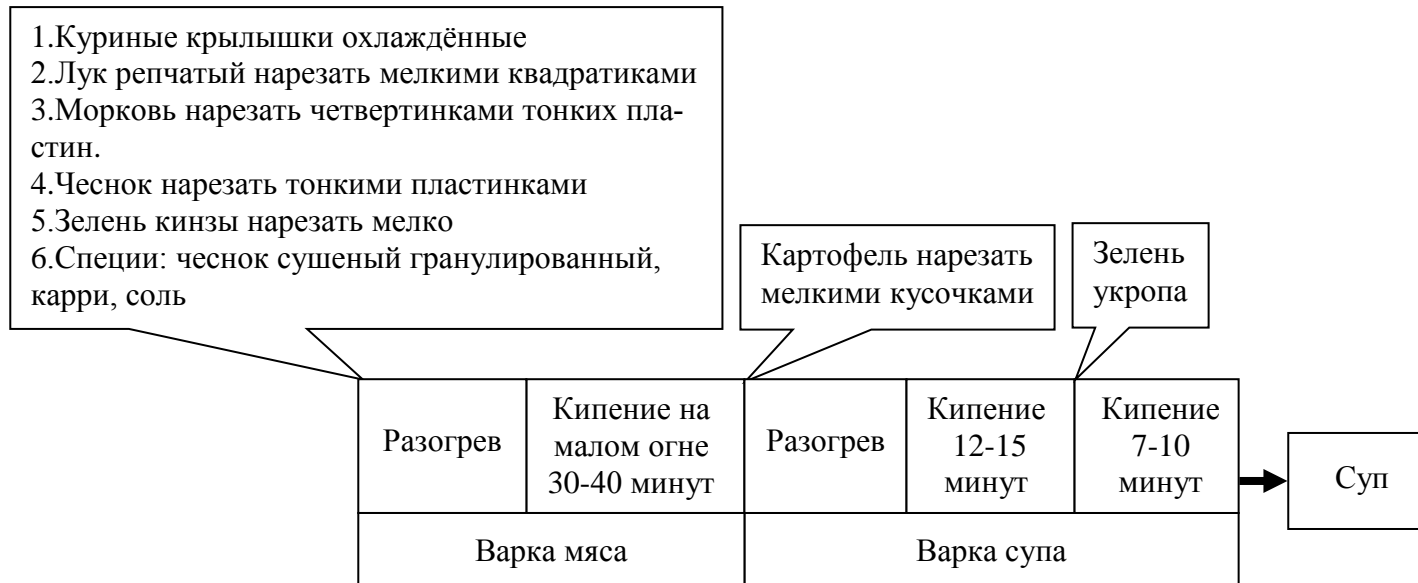 1.Куриные крылышки охлаждённые
2.Лук репчатый нарезать мелкими квадратиками
3.Морковь нарезать четвертинками тонких пла-
стин.
4.Чеснок нарезать тонкими пластинками
5.Зелень кинзы нарезать мелко
6.Специи: чеснок сушеный гранулированный,
карри, соль
Картофель нарезать
мелкими кусочками
Зелень
укропа
Разогрев
Кипение на
малом огне
30-40 минут
Разогрев
Кипение
12-15
минут
Кипение
7-10
минут
Суп
Варка мяса
Варка супа